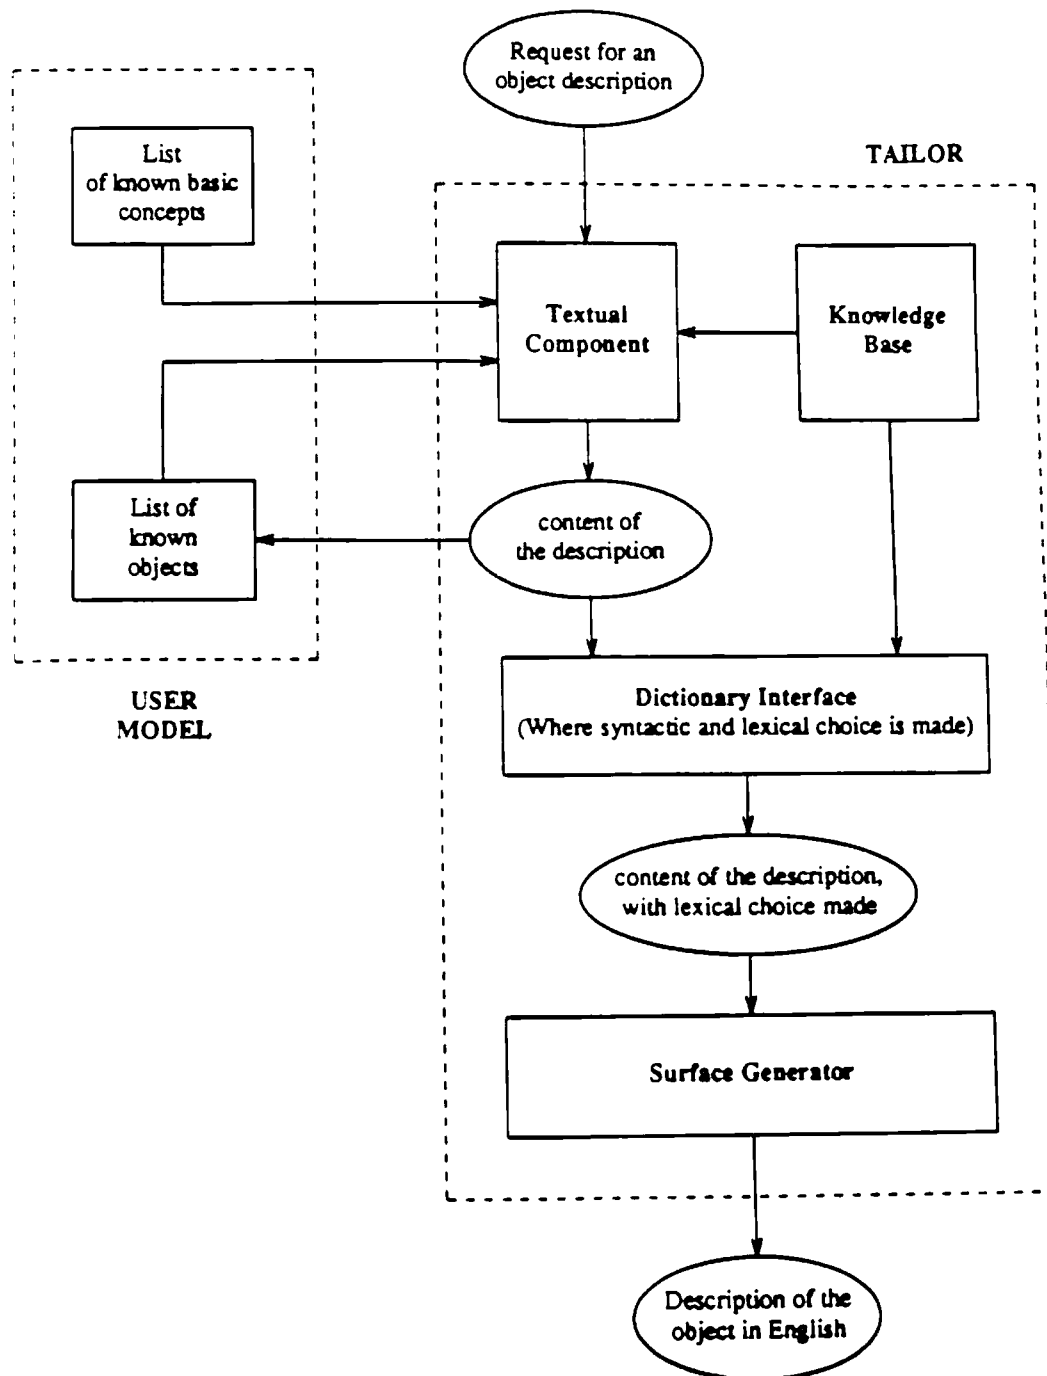 Request for an
object description
TAILOR
List
of known basic
concepts
Textual
Component
Knowledge
Base
List of
known
objects
content of
the description
USER
MODEL
Dictionary Interface
(Where syntactic and lexical choice is made)
content of the description,
with lexical choice made
Surface Generator
Description of the
object in English